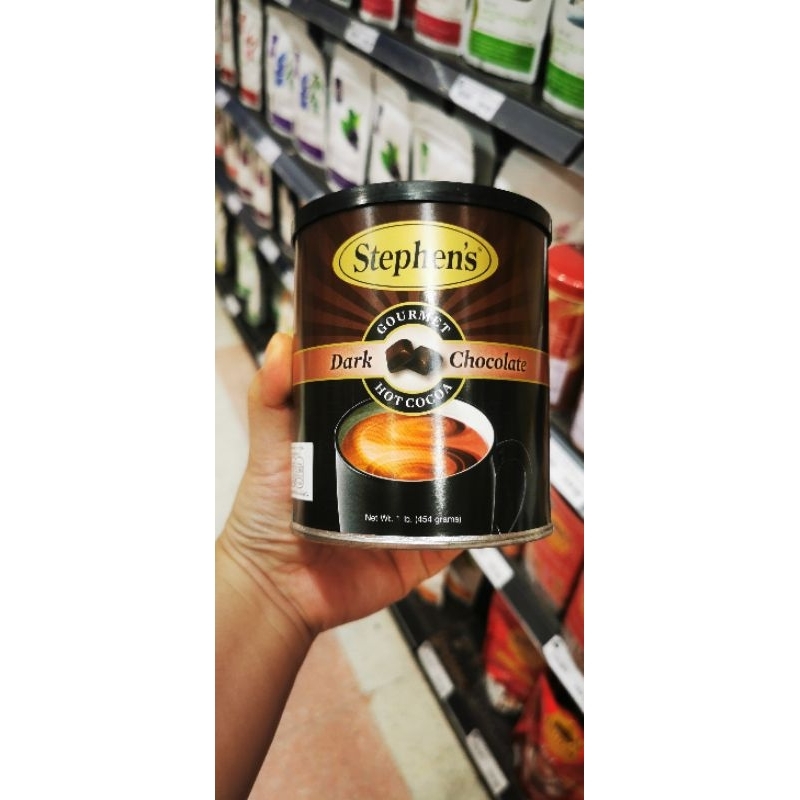 Stephen's
GOURMET
Dark Chocolate
HOT COCOA
Net Wt. 1 lb. (454 grams)